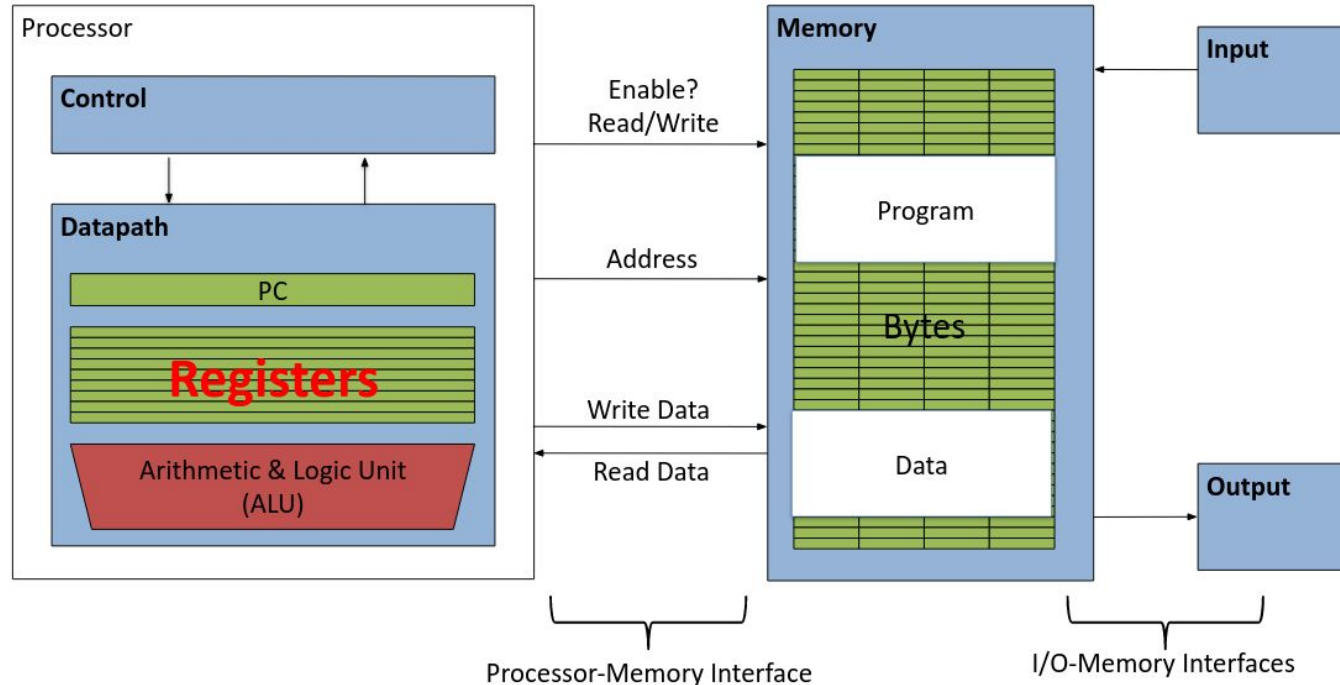 Processor
Control
Datapath
PC
Registers
Arithmetic & Logic Unit
(ALU)
Enable?
Read/Write
Address
Write Data
Read Data
Processor-Memory Interface
Memory
Program
Bytes
Data
Input
Output
I/O-Memory Interfaces